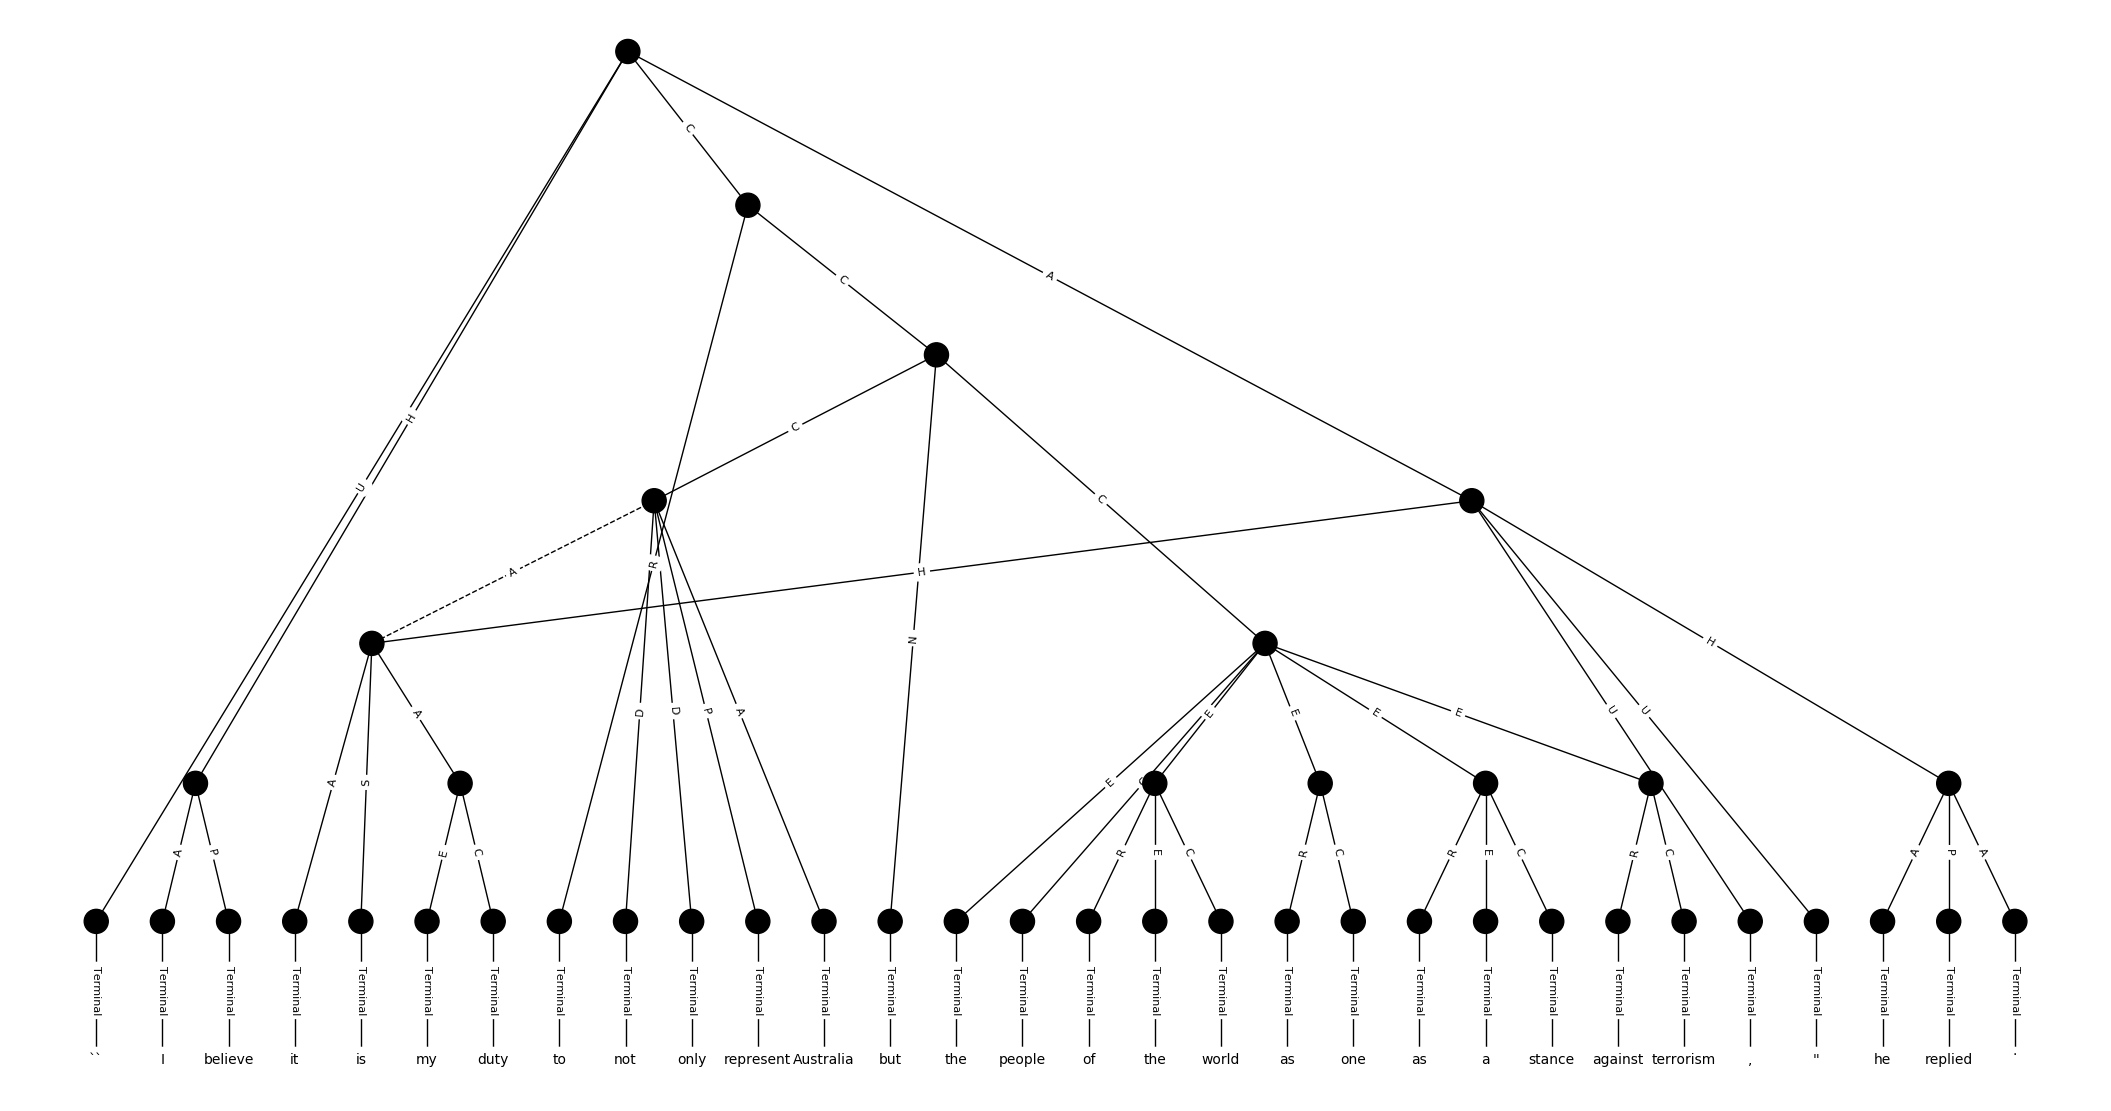 C
C
A
C
H
U
C
A
R
H
C
N
H
A
D
D
P
A
E
E
E
E
U
U
A
S
E
C
A
P
E
C
R
E
C
R
C
R
E
C
R
C
A
P
A
Terminal Terminal Terminal Terminal Terminal Terminal Terminal Terminal Terminal Terminal Terminal Terminal Terminal Terminal Terminal Terminal Terminal Terminal Terminal Terminal Terminal Terminal Terminal Terminal Terminal Terminal Terminal Terminal Terminal Terminal
`` I believe it is my duty to not only represent Australia but the people of the world as one as a stance against terrorism , " he replied .